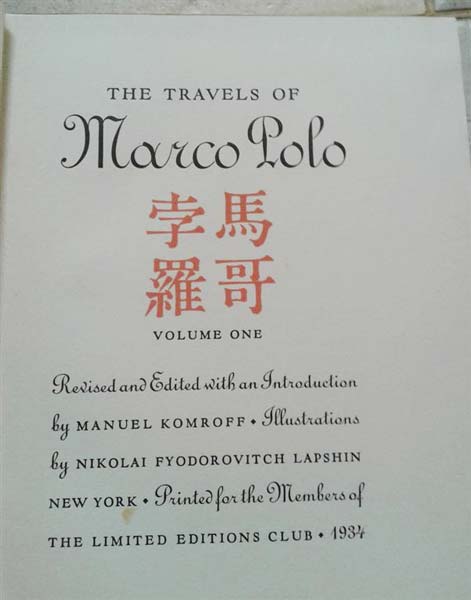 THE TRAVELS OF
Marco Polo
馬哥
孛羅
VOLUME ONE
Revised and Edited with an Introduction
by MANUEL KOMROFF ◆ Illustrations
by NIKOLAI FYODOROVITCH LAPSHIN
NEW YORK ◆ Printed for the Members of
THE LIMITED EDITIONS CLUB ◆ 1934